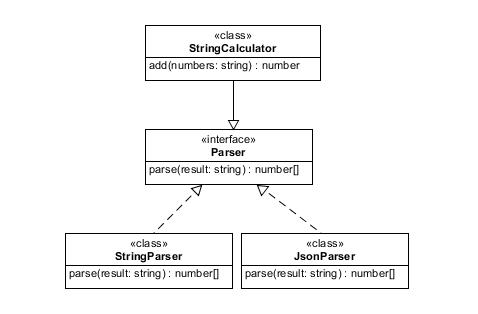 «class»
StringCalculator
add(numbers: string) : number
«interface»
Parser
parse(result: string) : number[]
«class»
StringParser
parse(result: string) : number[]
«class»
JsonParser
parse(result: string) : number[]